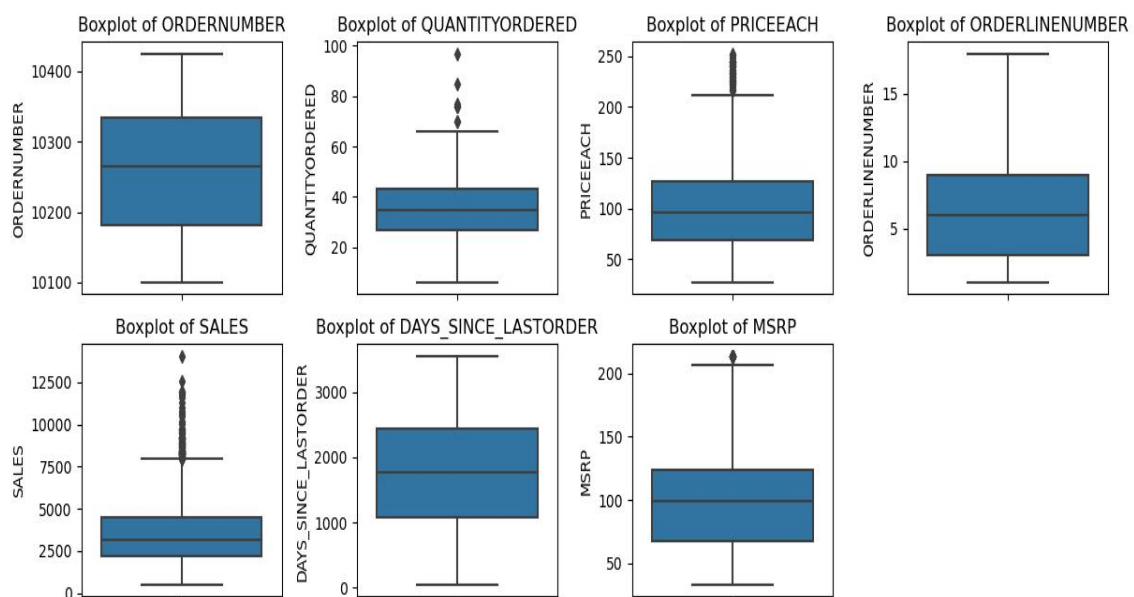 Boxplot of ORDERNUMBER
ORDERNUMBER
10400
10300
10200
10100
Boxplot of QUANTITYORDERED
QUANTITYORDERED
100
80
60
40
20
Boxplot of PRICEEACH
PRICEEACH
250
200
150
100
50
Boxplot of ORDERLINENUMBER
ORDERLINENUMBER
15
10
5
Boxplot of SALES
SALES
12500
10000
7500
5000
2500
0
Boxplot of DAYS_SINCE_LASTORDER
DAYS_SINCE_LASTORDER
3000
2000
1000
0
Boxplot of MSRP
MSRP
200
150
100
50